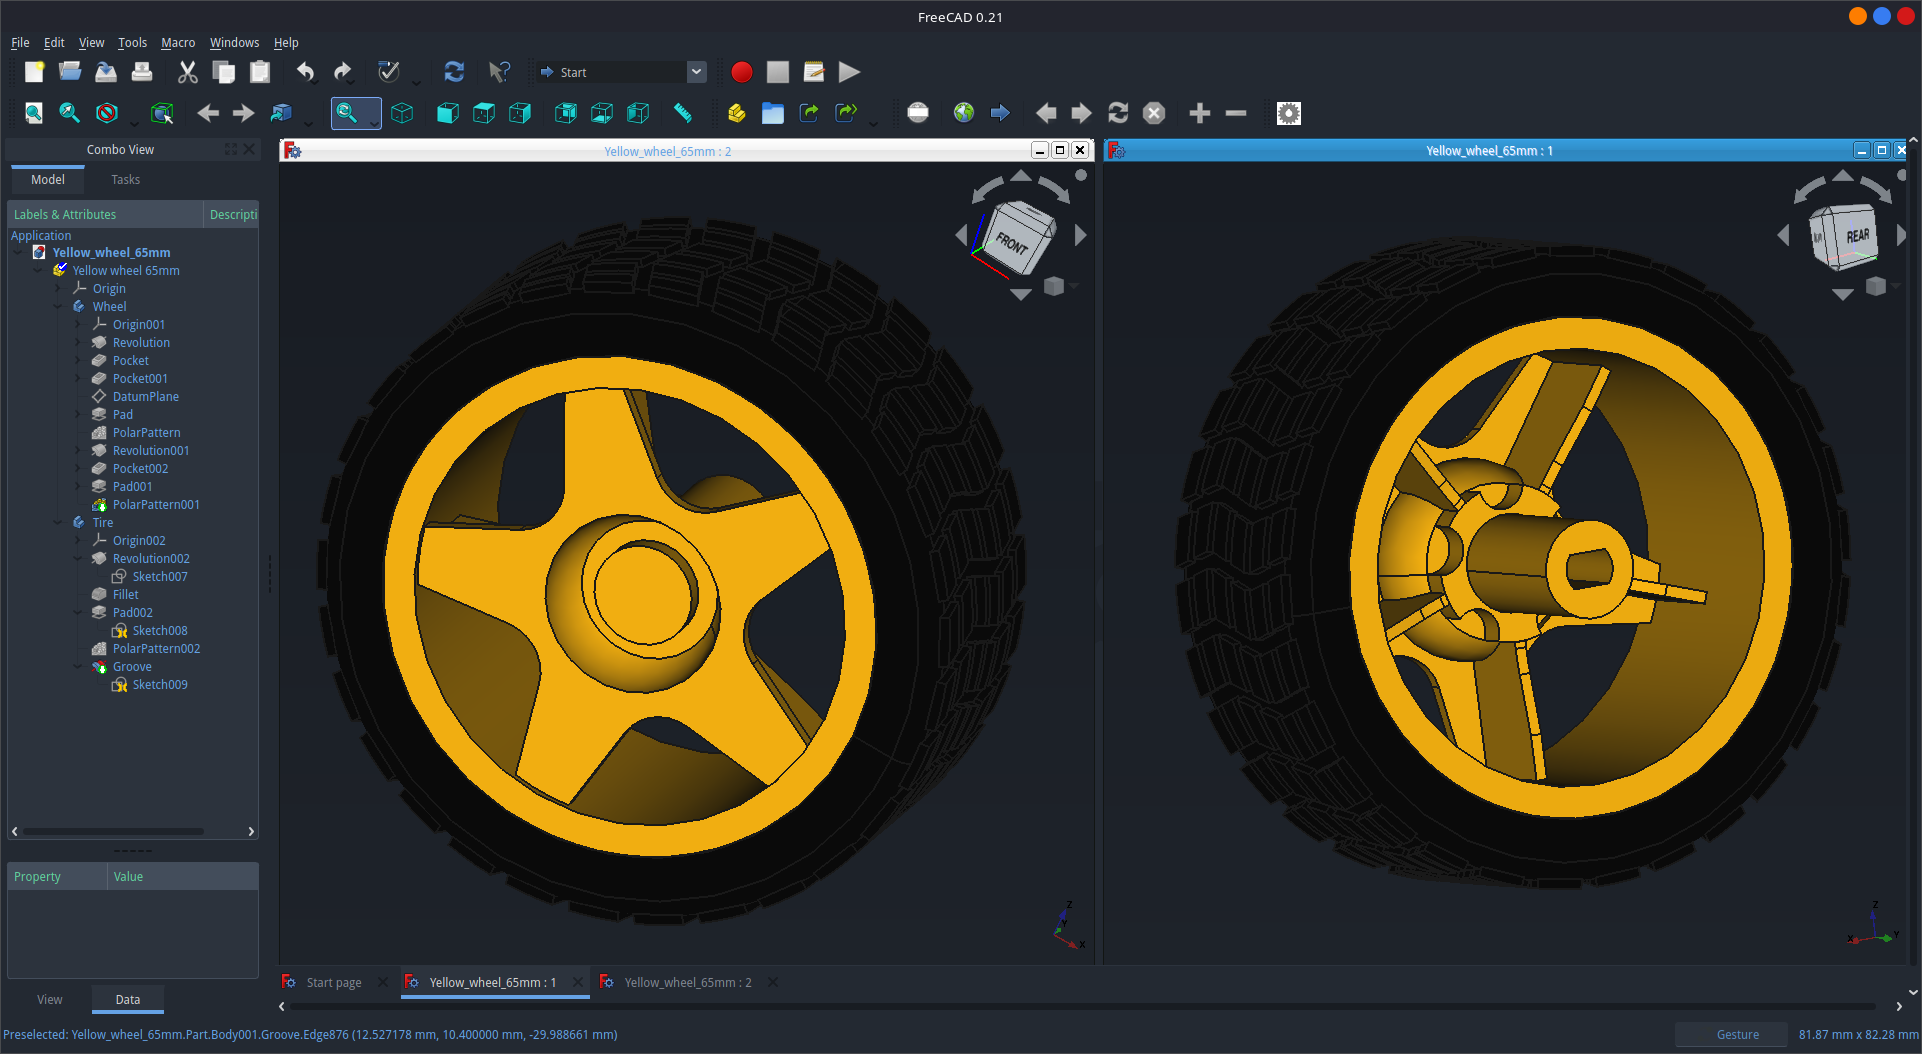 FreeCAD 0.21
File Edit View Tools Macro Windows Help
Start
Combo View
Model Tasks
Labels & Attributes Descripti
Application
Yellow_wheel_65mm
Yellow wheel 65mm
Origin
Wheel
Origin001
Revolution
Pocket
Pocket001
DatumPlane
Pad
PolarPattern
Revolution001
Pocket002
Pad001
PolarPattern001
Tire
Origin002
Revolution002
Sketch007
Fillet
Pad002
Sketch008
PolarPattern002
Groove
Sketch009
Property Value
View Data
Yellow_wheel_65mm : 2
FRONT
Z
Y
X
Yellow_wheel_65mm : 1
REAR
Z
X Y
Start page Yellow_wheel_65mm : 1 Yellow_wheel_65mm : 2
Preselected: Yellow_wheel_65mm.Part.Body001.Groove.Edge876 (12.527178 mm, 10.400000 mm, -29.988661 mm) Gesture 81.87 mm x 82.28 mm